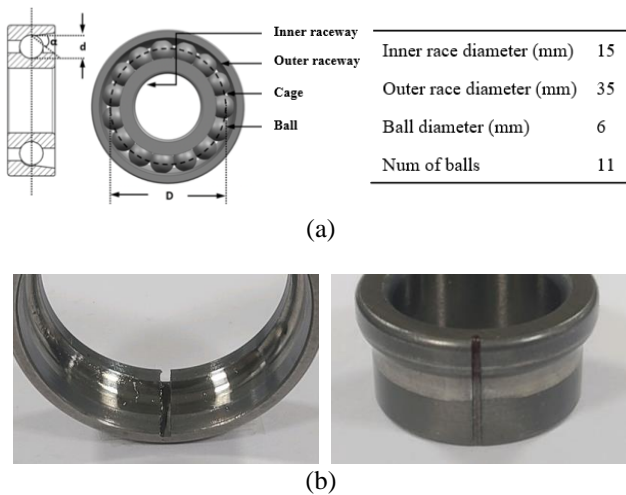 α
d
Inner raceway
Outer raceway
Cage
Ball
D
Inner race diameter (mm) 15
Outer race diameter (mm) 35
Ball diameter (mm) 6
Num of balls 11
(a)
(b)